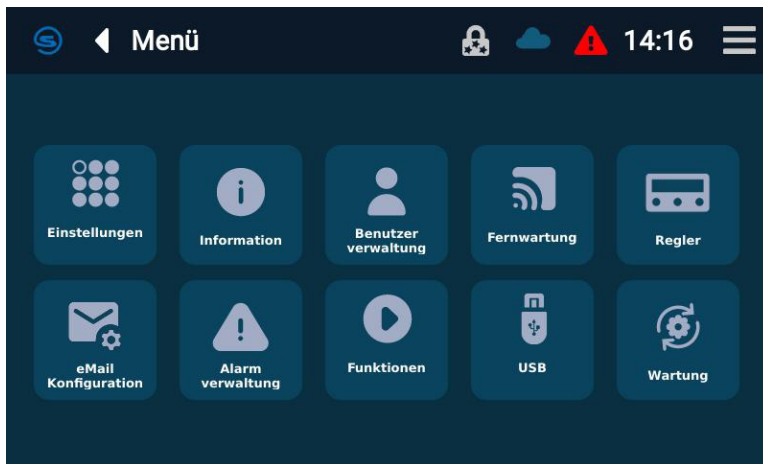 Menü
14:16
Einstellungen
Information
Benutzer
verwaltung
Fernwartung
Regler
eMail
Konfiguration
Alarm
verwaltung
Funktionen
USB
Wartung